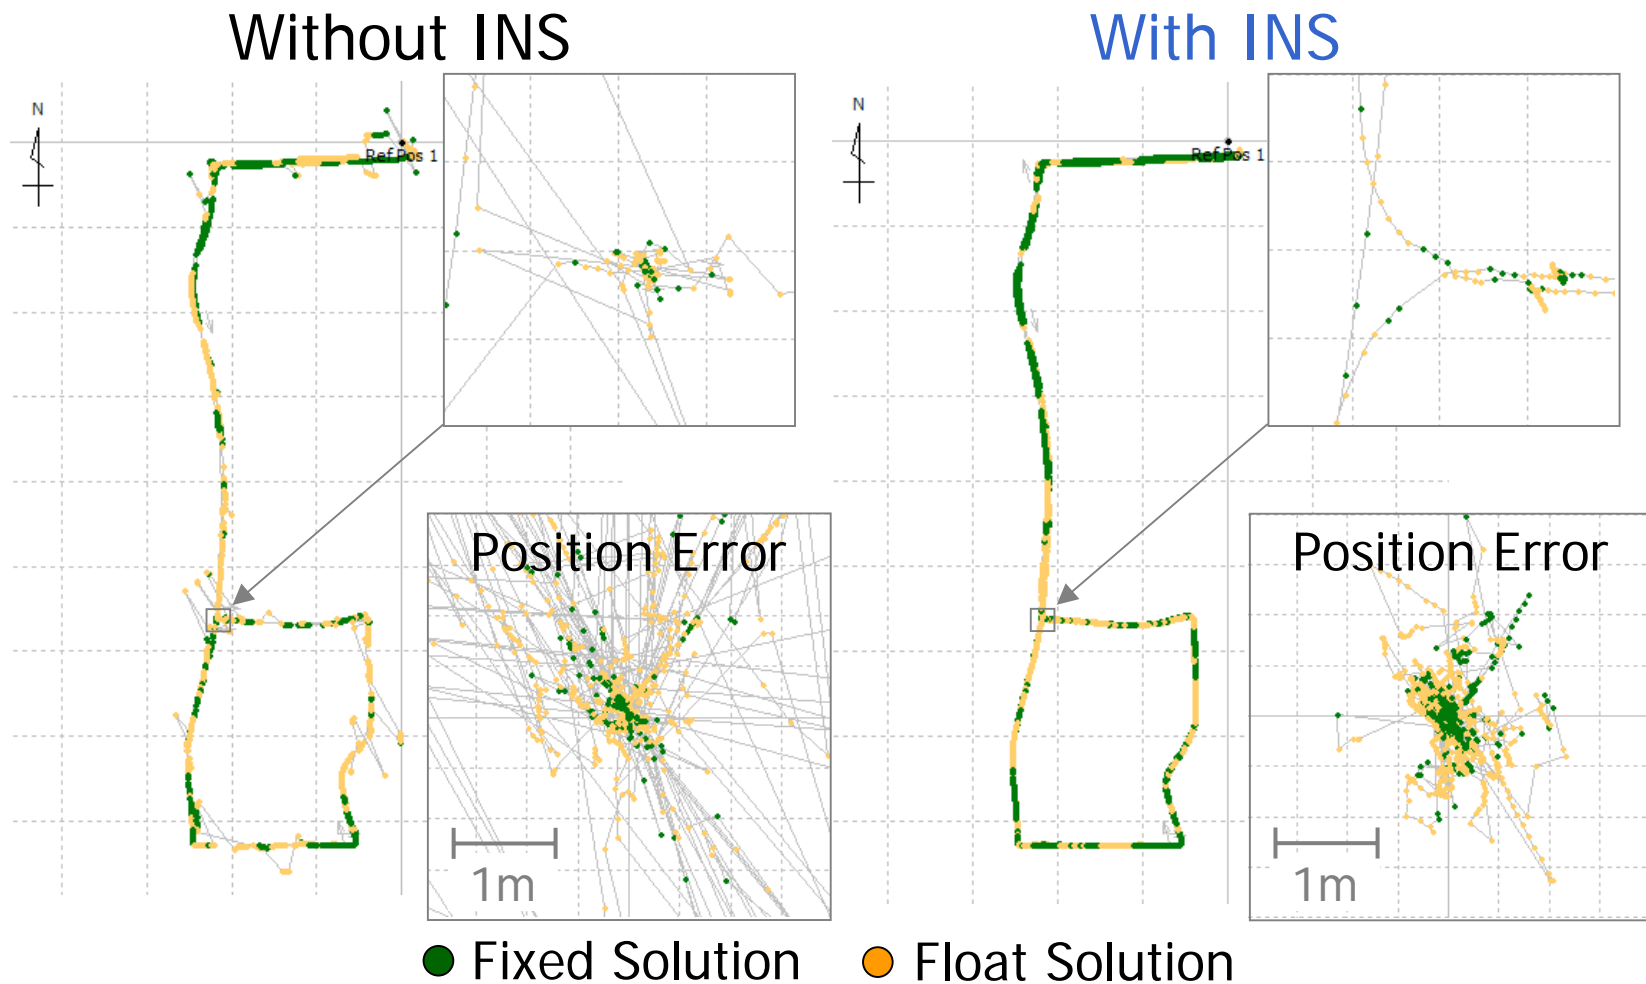 Without INS
With INS
N
Ref Pos 1
N
Ref Pos 1
Position Error
Position Error
1m
1m
Fixed Solution
Float Solution